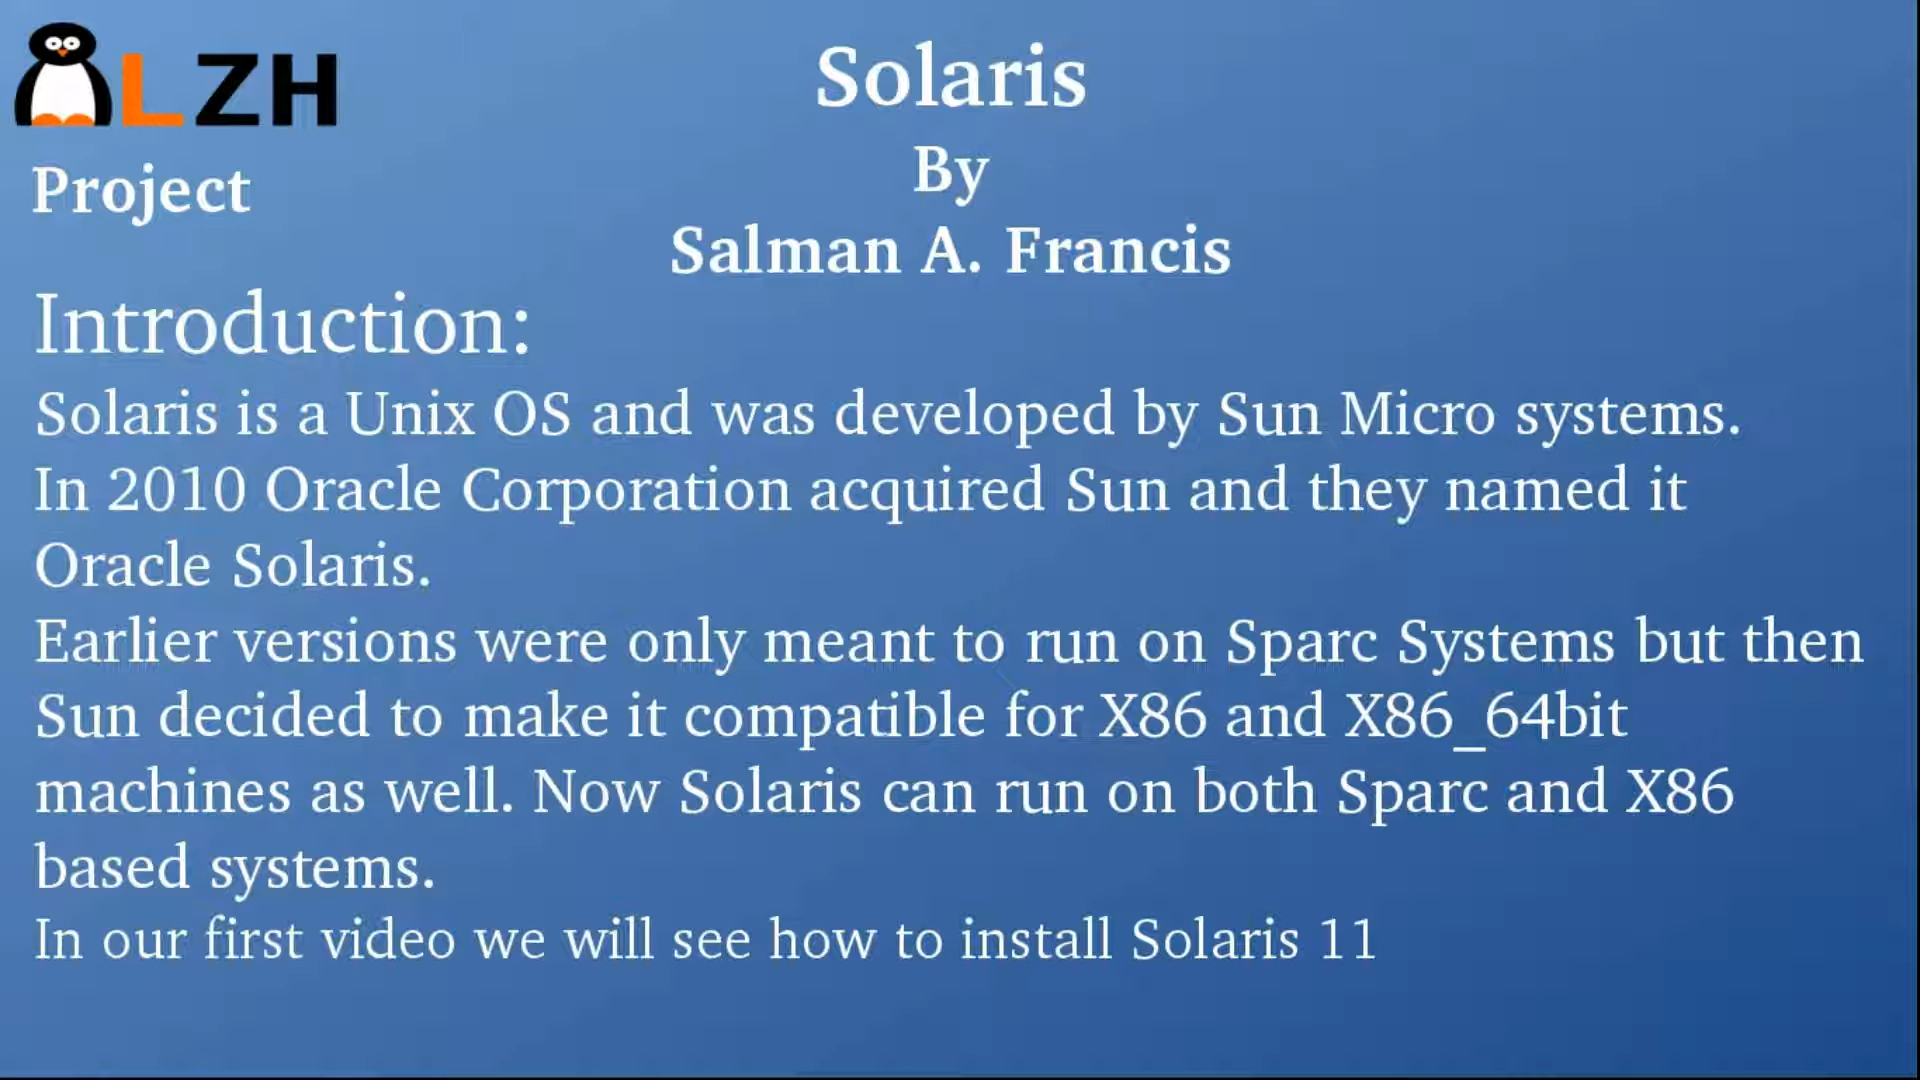 LZH
Project
Solaris
By
Salman A. Francis
Introduction:
Solaris is a Unix OS and was developed by Sun Micro systems.
In 2010 Oracle Corporation acquired Sun and they named it
Oracle Solaris.
Earlier versions were only meant to run on Sparc Systems but then
Sun decided to make it compatible for X86 and X86_64bit
machines as well. Now Solaris can run on both Sparc and X86
based systems.
In our first video we will see how to install Solaris 11